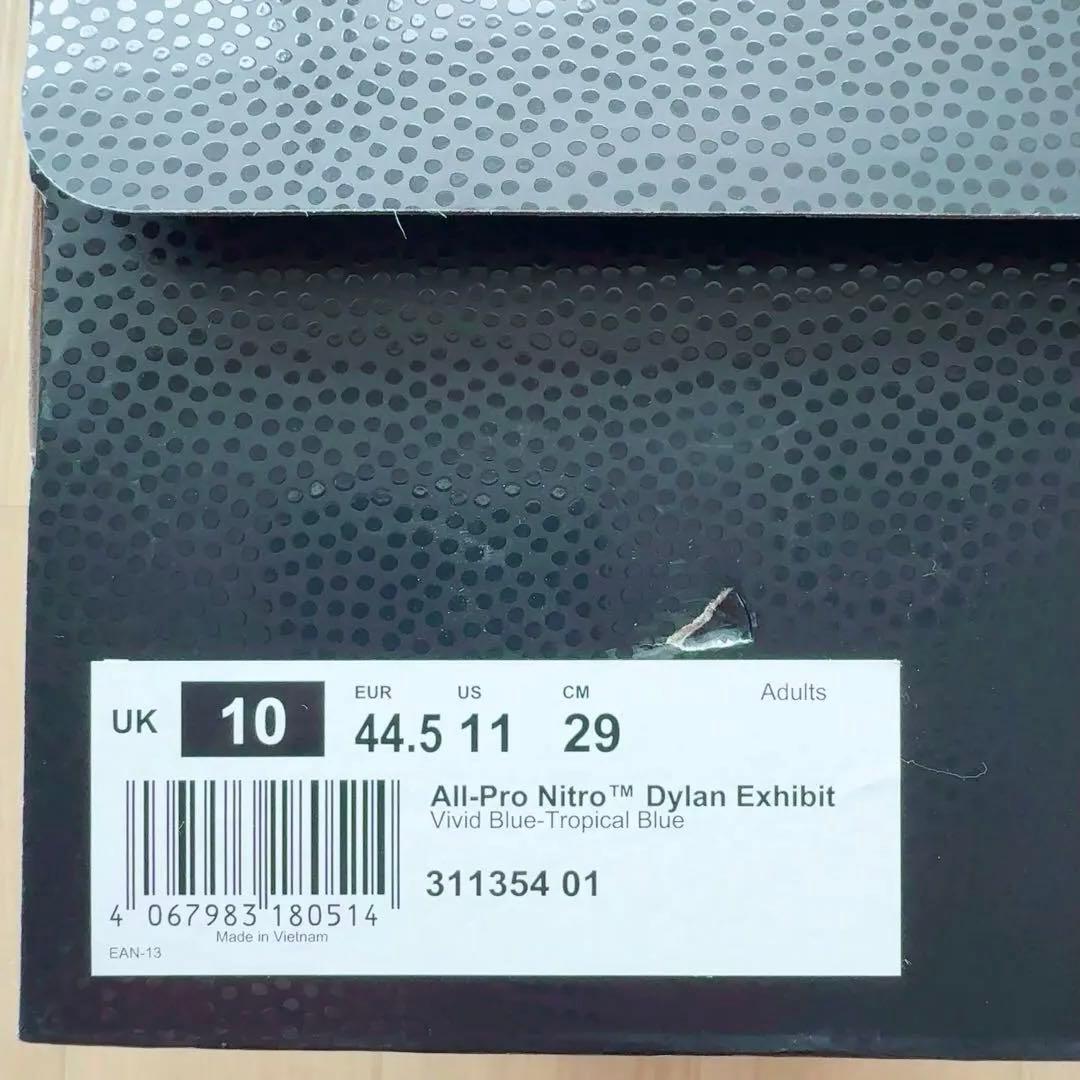 UK 10
EUR US CM Adults
44.5 11 29
All-Pro Nitro™ Dylan Exhibit
Vivid Blue-Tropical Blue
311354 01
4 067983 180514
Made in Vietnam
EAN-13